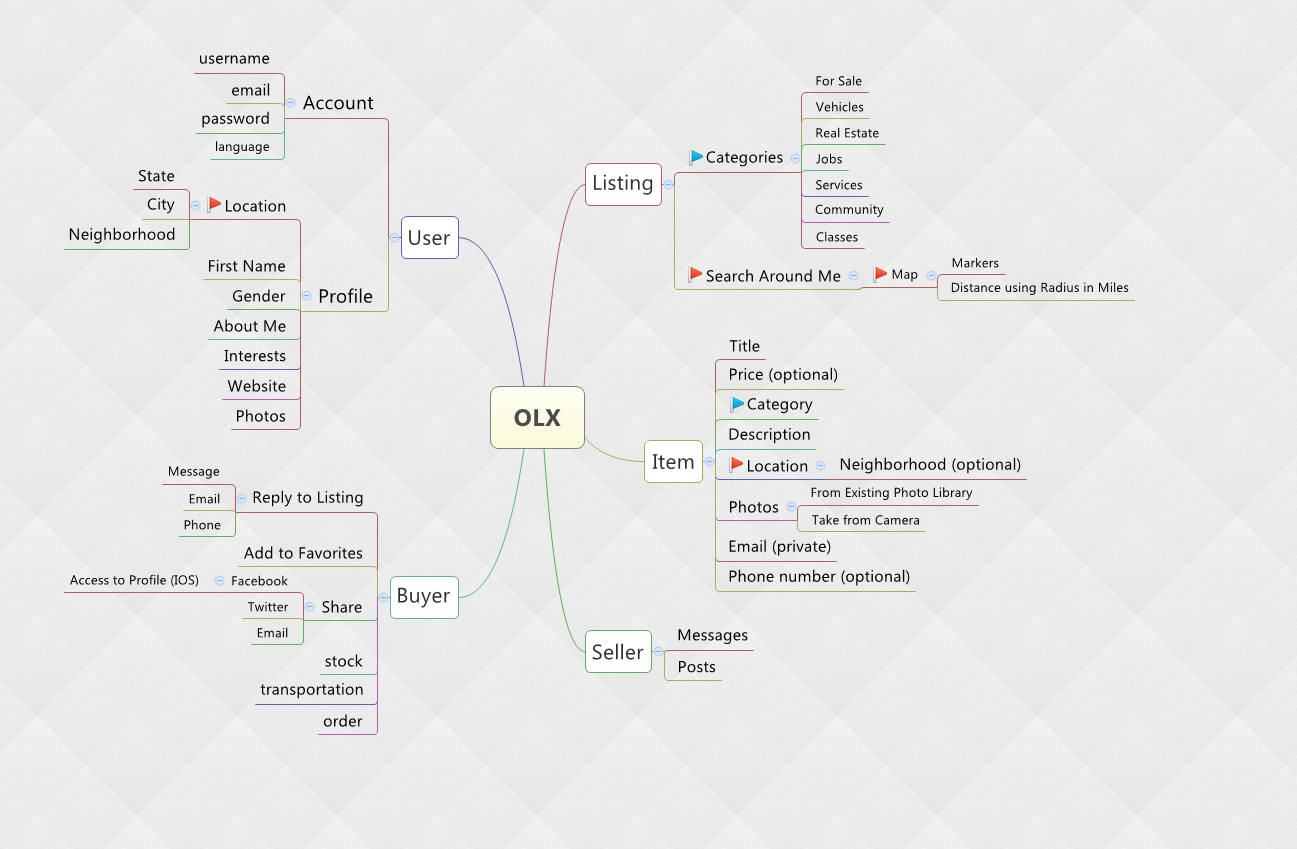 OLX
User
Account
username
email
password
language
Profile
Location
State
City
Neighborhood
First Name
Gender
About Me
Interests
Website
Photos
Buyer
Reply to Listing
Message
Email
Phone
Add to Favorites
Share
Facebook
Access to Profile (IOS)
Twitter
Email
stock
transportation
order
Listing
Categories
For Sale
Vehicles
Real Estate
Jobs
Services
Community
Classes
Search Around Me
Map
Markers
Distance using Radius in Miles
Item
Title
Price (optional)
Category
Description
Location
Neighborhood (optional)
Photos
From Existing Photo Library
Take from Camera
Email (private)
Phone number (optional)
Seller
Messages
Posts